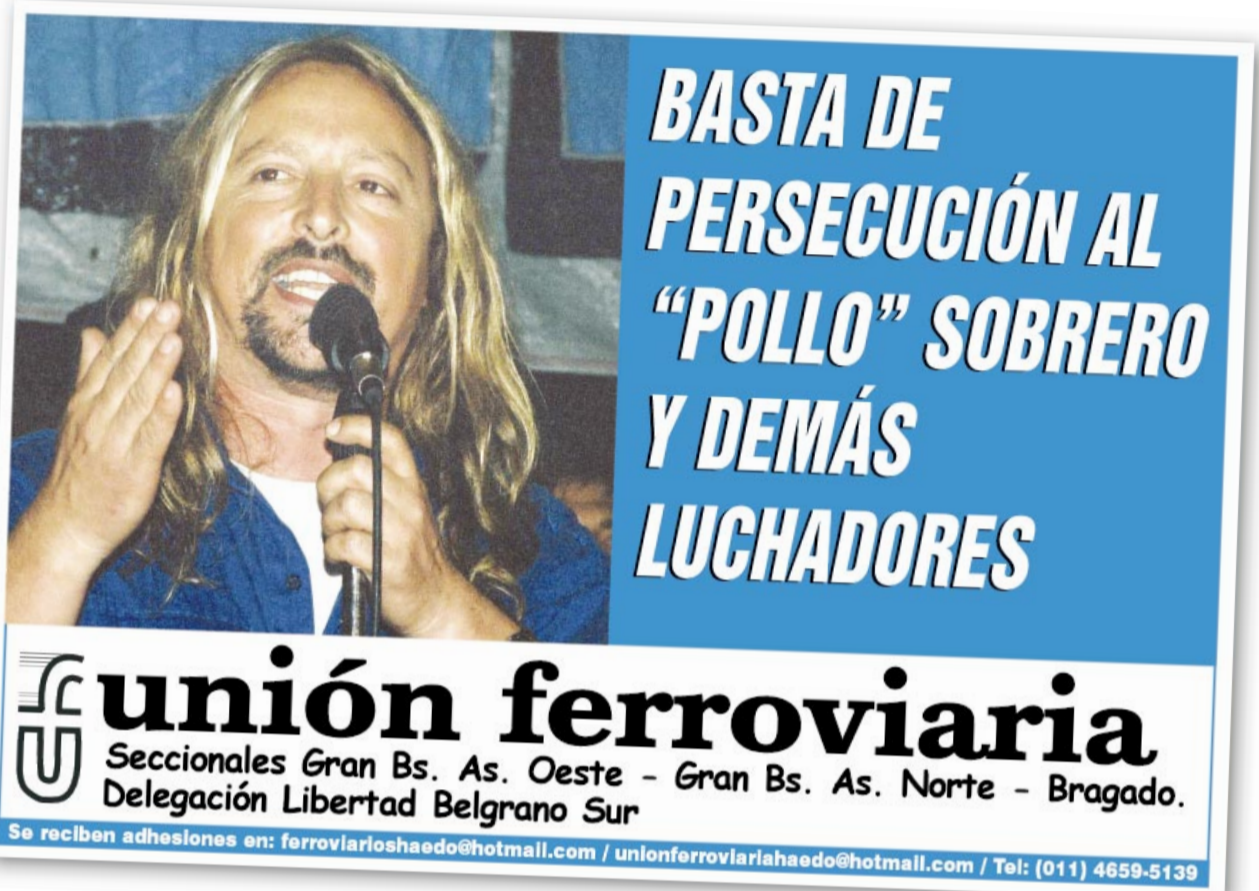 BASTA DE
PERSECUCIÓN AL
“POLLO” SOBRERO
Y DEMÁS
LUCHADORES
unión ferroviaria
Seccionales Gran Bs. As. Oeste - Gran Bs. As. Norte - Bragado.
Delegación Libertad Belgrano Sur
Se reciben adhesiones en: ferroviarioshaedo@hotmail.com / unionferroviariahaedo@hotmail.com / Tel: (011) 4659-5139